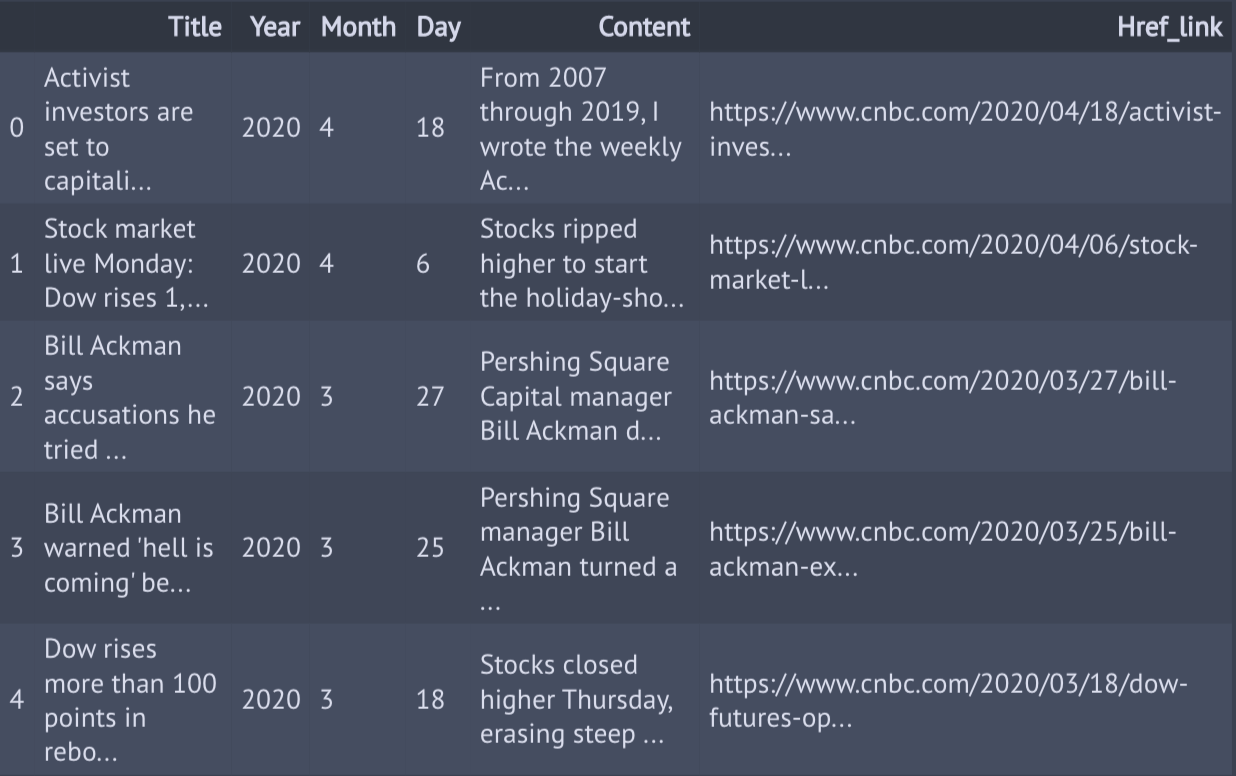 Title Year Month Day Content Href_link
0 Activist investors are set to capitali... 2020 4 18 From 2007 through 2019, I wrote the weekly Ac... https://www.cnbc.com/2020/04/18/activist-inves...
1 Stock market live Monday: Dow rises 1,... 2020 4 6 Stocks ripped higher to start the holiday-sho... https://www.cnbc.com/2020/04/06/stock-market-l...
2 Bill Ackman says accusations he tried ... 2020 3 27 Pershing Square Capital manager Bill Ackman d... https://www.cnbc.com/2020/03/27/bill-ackman-sa...
3 Bill Ackman warned 'hell is coming' be... 2020 3 25 Pershing Square manager Bill Ackman turned a ... https://www.cnbc.com/2020/03/25/bill-ackman-ex...
4 Dow rises more than 100 points in rebo... 2020 3 18 Stocks closed higher Thursday, erasing steep ... https://www.cnbc.com/2020/03/18/dow-futures-op...